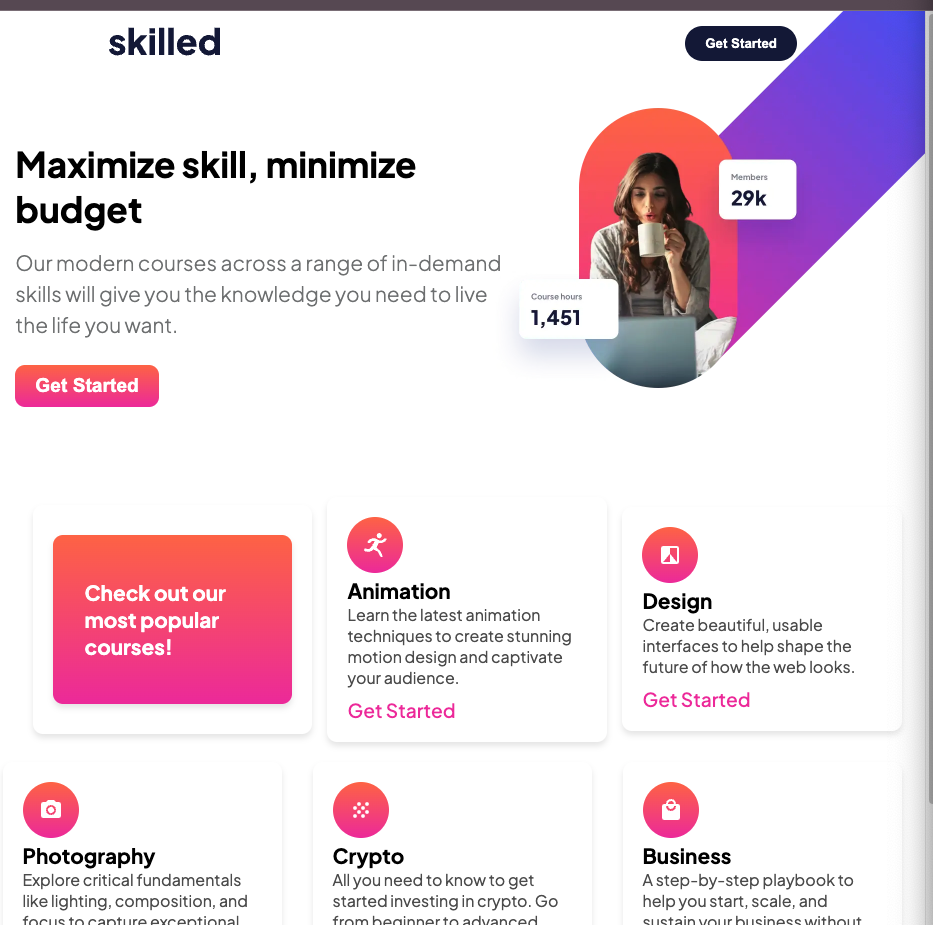 skilled
Get Started
Maximize skill, minimize
budget
Our modern courses across a range of in-demand
skills will give you the knowledge you need to live
the life you want.
Get Started
Members
29k
Course hours
1,451
Check out our
most popular
courses!
Animation
Learn the latest animation
techniques to create stunning
motion design and captivate
your audience.
Get Started
Design
Create beautiful, usable
interfaces to help shape the
future of how the web looks.
Get Started
Photography
Explore critical fundamentals
like lighting, composition, and
focus to capture exceptional
Crypto
All you need to know to get
started investing in crypto. Go
from beginner to advanced
Business
A step-by-step playbook to
help you start, scale, and
sustain your business without